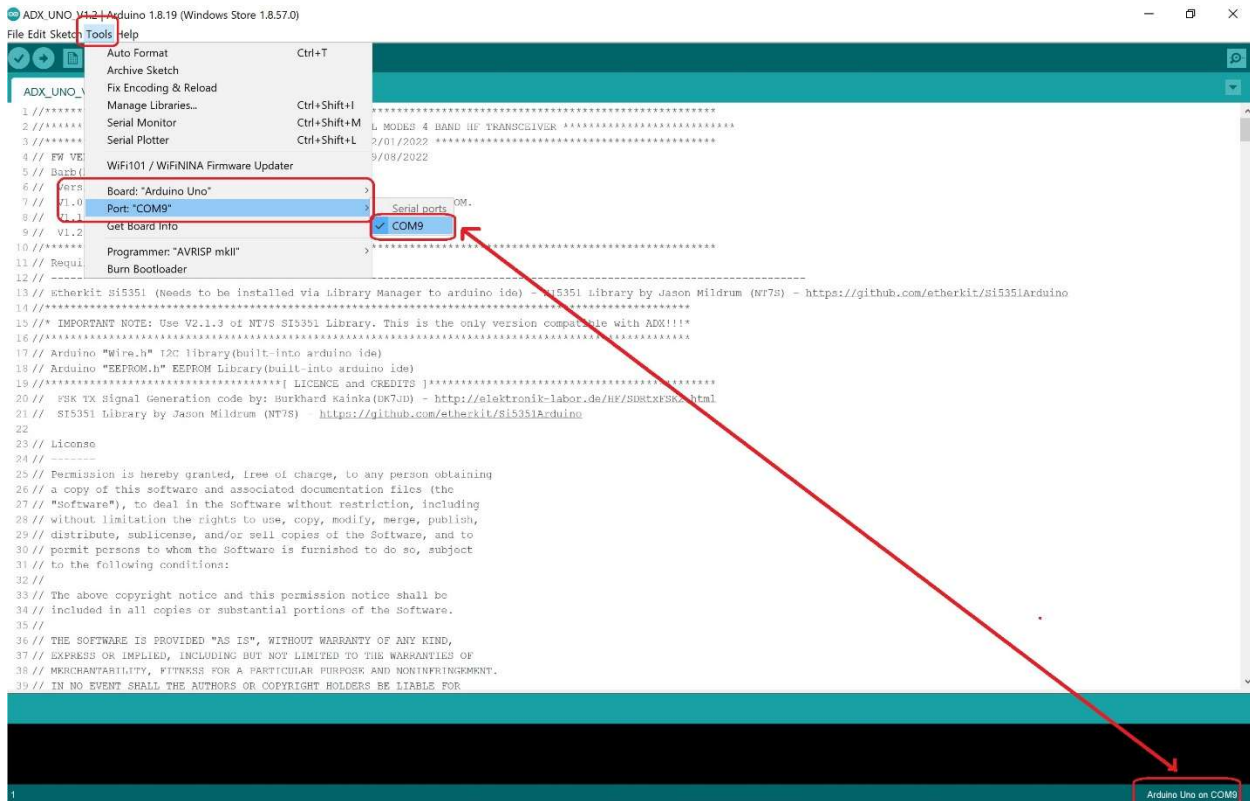 ADX_UNO_V1.2 | Arduino 1.8.19 (Windows Store 1.8.57.0)
File Edit Sketch Tools Help
Auto Format Ctrl+T
Archive Sketch
Fix Encoding & Reload
Manage Libraries... Ctrl+Shift+I
Serial Monitor Ctrl+Shift+M
Serial Plotter Ctrl+Shift+L
WiFi101 / WiFiNINA Firmware Updater
Board: "Arduino Uno"
Port: "COM9"
Get Board Info
Programmer: "AVRISP mkII"
Burn Bootloader
Serial ports
COM9
ADX_UNO_V
1 //****** ******************************************************
2 //****** L MODES 4 BAND HF TRANSCEIVER ***************************
3 //****** 2/01/2022 ********************************************
4 // FW VE 9/08/2022
5 // Barb(
6 // Vers
7 // V1.0 OM.
8 // V1.1
9 // V1.2
10 //***** ******************************************************
11 // Requi
12 // ----------------------------------------------------------------------
13 // Etherkit Si5351 (Needs to be installed via Library Manager to arduino ide) - SI5351 Library by Jason Mildrum (NT7S) - https://github.com/etherkit/Si5351Arduino
14 //*****************************************************************************************
15 //* IMPORTANT NOTE: Use V2.1.3 of NT7S SI5351 Library. This is the only version compatible with ADX!!!*
16 //*****************************************************************************************
17 // Arduino "Wire.h" I2C library(built-into arduino ide)
18 // Arduino "EEPROM.h" EEPROM Library(built-into arduino ide)
19 //*************************************[ LICENCE and CREDITS ]*********************************************
20 // FSK TX Signal Generation code by: Burkhard Kainka(DK7JD) - http://elektronik-labor.de/HF/SDRtxFSK2.html
21 // SI5351 Library by Jason Mildrum (NT7S) - https://github.com/etherkit/Si5351Arduino
22
23 // License
24 // -------
25 // Permission is hereby granted, free of charge, to any person obtaining
26 // a copy of this software and associated documentation files (the
27 // "Software"), to deal in the Software without restriction, including
28 // without limitation the rights to use, copy, modify, merge, publish,
29 // distribute, sublicense, and/or sell copies of the Software, and to
30 // permit persons to whom the Software is furnished to do so, subject
31 // to the following conditions:
32 //
33 // The above copyright notice and this permission notice shall be
34 // included in all copies or substantial portions of the Software.
35 //
36 // THE SOFTWARE IS PROVIDED "AS IS", WITHOUT WARRANTY OF ANY KIND,
37 // EXPRESS OR IMPLIED, INCLUDING BUT NOT LIMITED TO THE WARRANTIES OF
38 // MERCHANTABILITY, FITNESS FOR A PARTICULAR PURPOSE AND NONINFRINGEMENT.
39 // IN NO EVENT SHALL THE AUTHORS OR COPYRIGHT HOLDERS BE LIABLE FOR
1
Arduino Uno on COM9